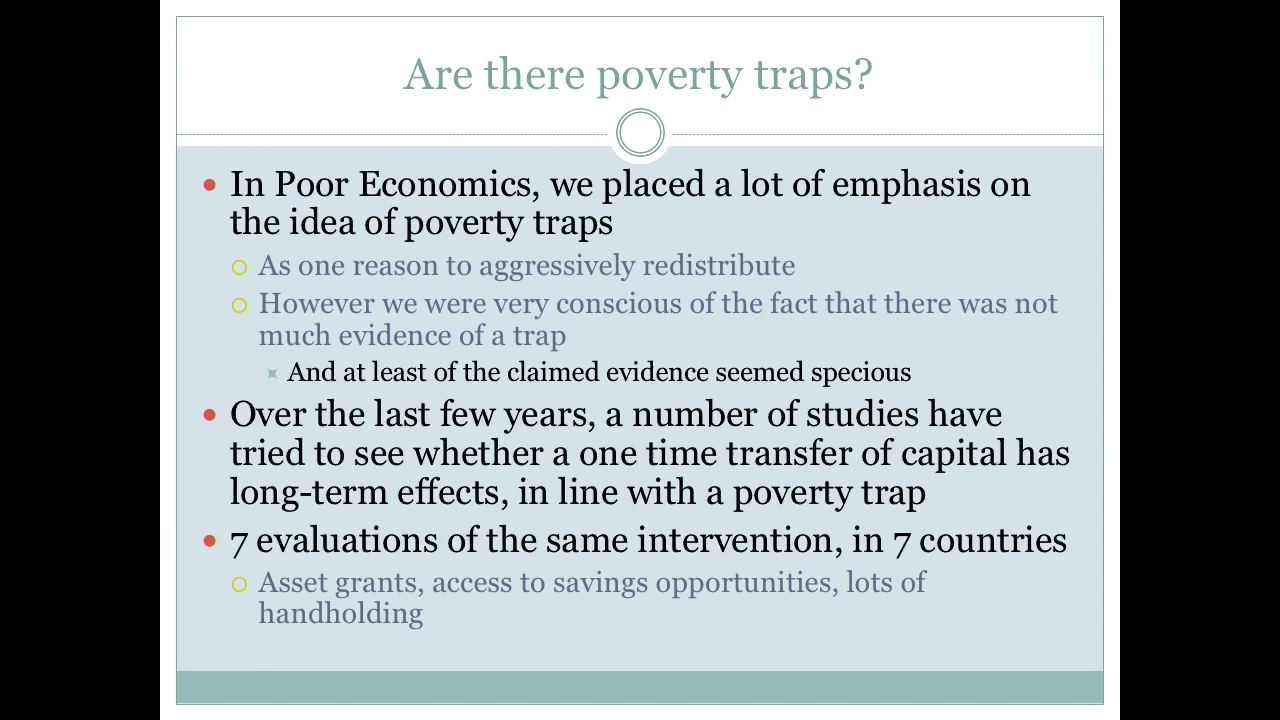 Are there poverty traps?
In Poor Economics, we placed a lot of emphasis on
the idea of poverty traps
As one reason to aggressively redistribute
However we were very conscious of the fact that there was not
much evidence of a trap
And at least of the claimed evidence seemed specious
Over the last few years, a number of studies have
tried to see whether a one time transfer of capital has
long-term effects, in line with a poverty trap
7 evaluations of the same intervention, in 7 countries
Asset grants, access to savings opportunities, lots of
handholding